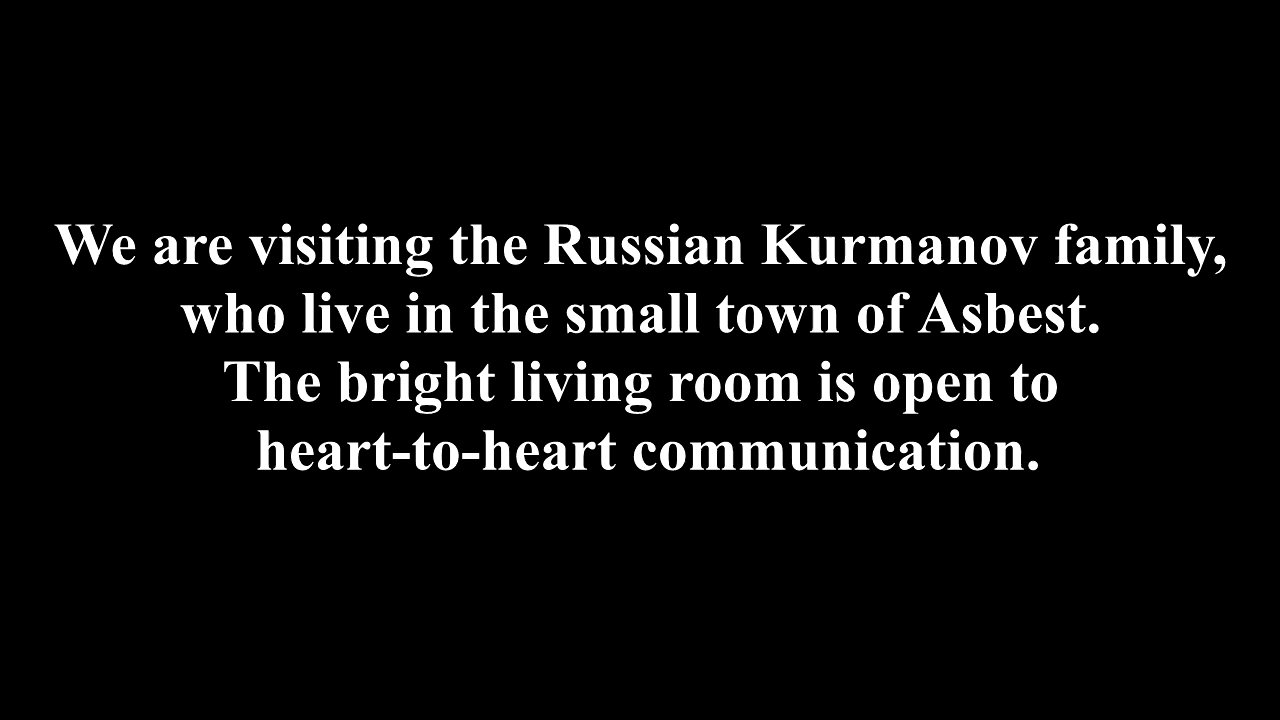 We are visiting the Russian Kurmanov family,
who live in the small town of Asbest.
The bright living room is open to
heart-to-heart communication.